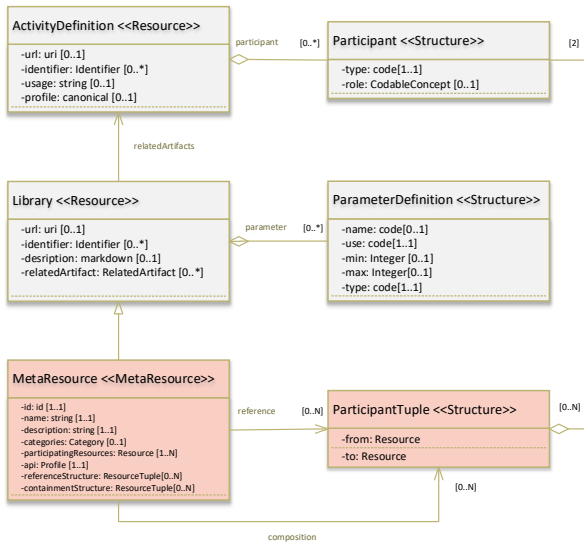 ActivityDefinition <<Resource>>
-url: uri [0..1]
-identifier: Identifier [0..*]
-usage: string [0..1]
-profile: canonical [0..1]
participant
[0..*]
Participant <<Structure>>
-type: code[1..1]
-role: CodableConcept [0..1]
[2]
relatedArtifacts
Library <<Resource>>
-url: uri [0..1]
-identifier: Identifier [0..*]
-desription: markdown [0..1]
-relatedArtifact: RelatedArtifact [0..*]
parameter
[0..*]
ParameterDefinition <<Structure>>
-name: code[0..1]
-use: code[1..1]
-min: Integer [0..1]
-max: Integer[0..1]
-type: code[1..1]
MetaResource <<MetaResource>>
-id: id [1..1]
-name: string [1..1]
-description: string [1..1]
-categories: Category [0..1]
-participatingResources: Resource [1..N]
-api: Profile [1..1]
-referenceStructure: ResourceTuple[0..N]
-containmentStructure: ResourceTuple[0..N]
reference
[0..N]
ParticipantTuple <<Structure>>
-from: Resource
-to: Resource
[0..N]
[0..N]
composition